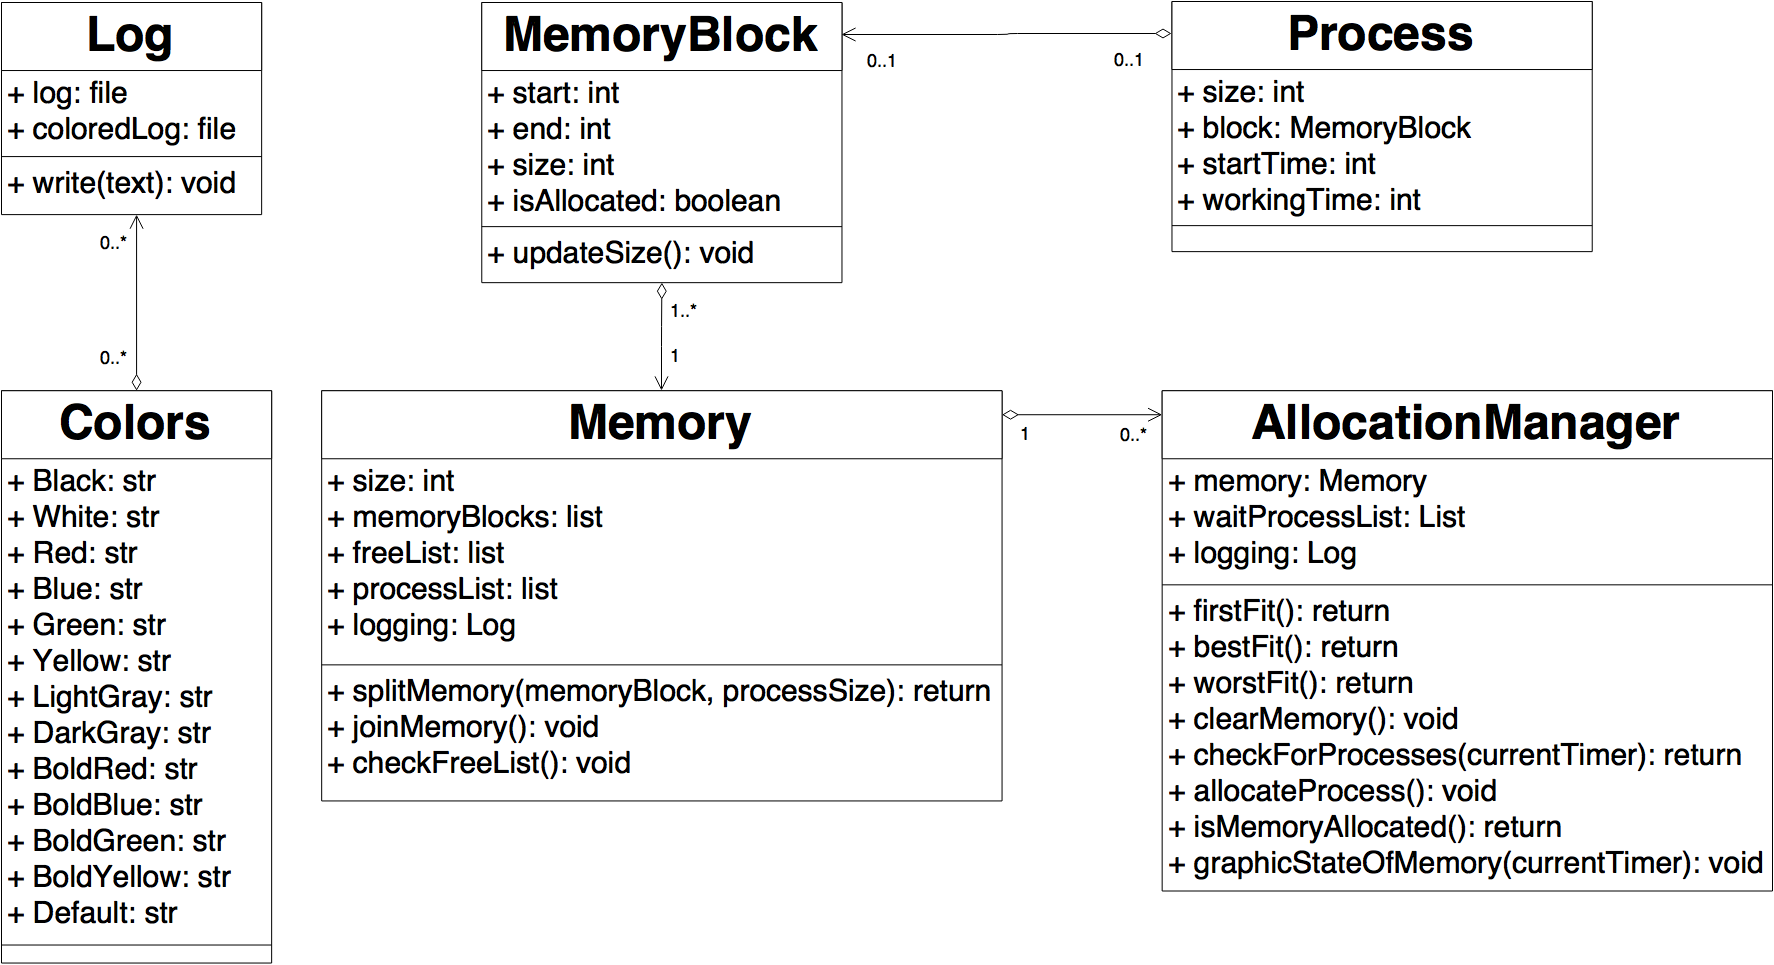 Log
+ log: file
+ coloredLog: file
+ write(text): void
MemoryBlock
+ start: int
+ end: int
+ size: int
+ isAllocated: boolean
+ updateSize(): void
0..1
0..1
Process
+ size: int
+ block: MemoryBlock
+ startTime: int
+ workingTime: int
0..*
0..*
1..*
1
Colors
+ Black: str
+ White: str
+ Red: str
+ Blue: str
+ Green: str
+ Yellow: str
+ LightGray: str
+ DarkGray: str
+ BoldRed: str
+ BoldBlue: str
+ BoldGreen: str
+ BoldYellow: str
+ Default: str
Memory
+ size: int
+ memoryBlocks: list
+ freeList: list
+ processList: list
+ logging: Log
+ splitMemory(memoryBlock, processSize): return
+ joinMemory(): void
+ checkFreeList(): void
1
0..*
AllocationManager
+ memory: Memory
+ waitProcessList: List
+ logging: Log
+ firstFit(): return
+ bestFit(): return
+ worstFit(): return
+ clearMemory(): void
+ checkForProcesses(currentTimer): return
+ allocateProcess(): void
+ isMemoryAllocated(): return
+ graphicStateOfMemory(currentTimer): void